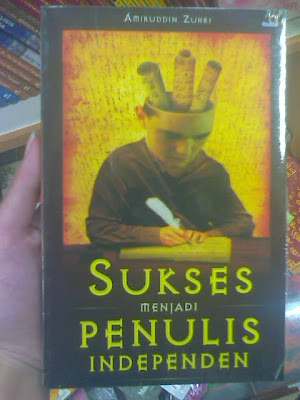 Amiruddin Zuhri
SUKSES
MENJADI
PENULIS
INDEPENDEN